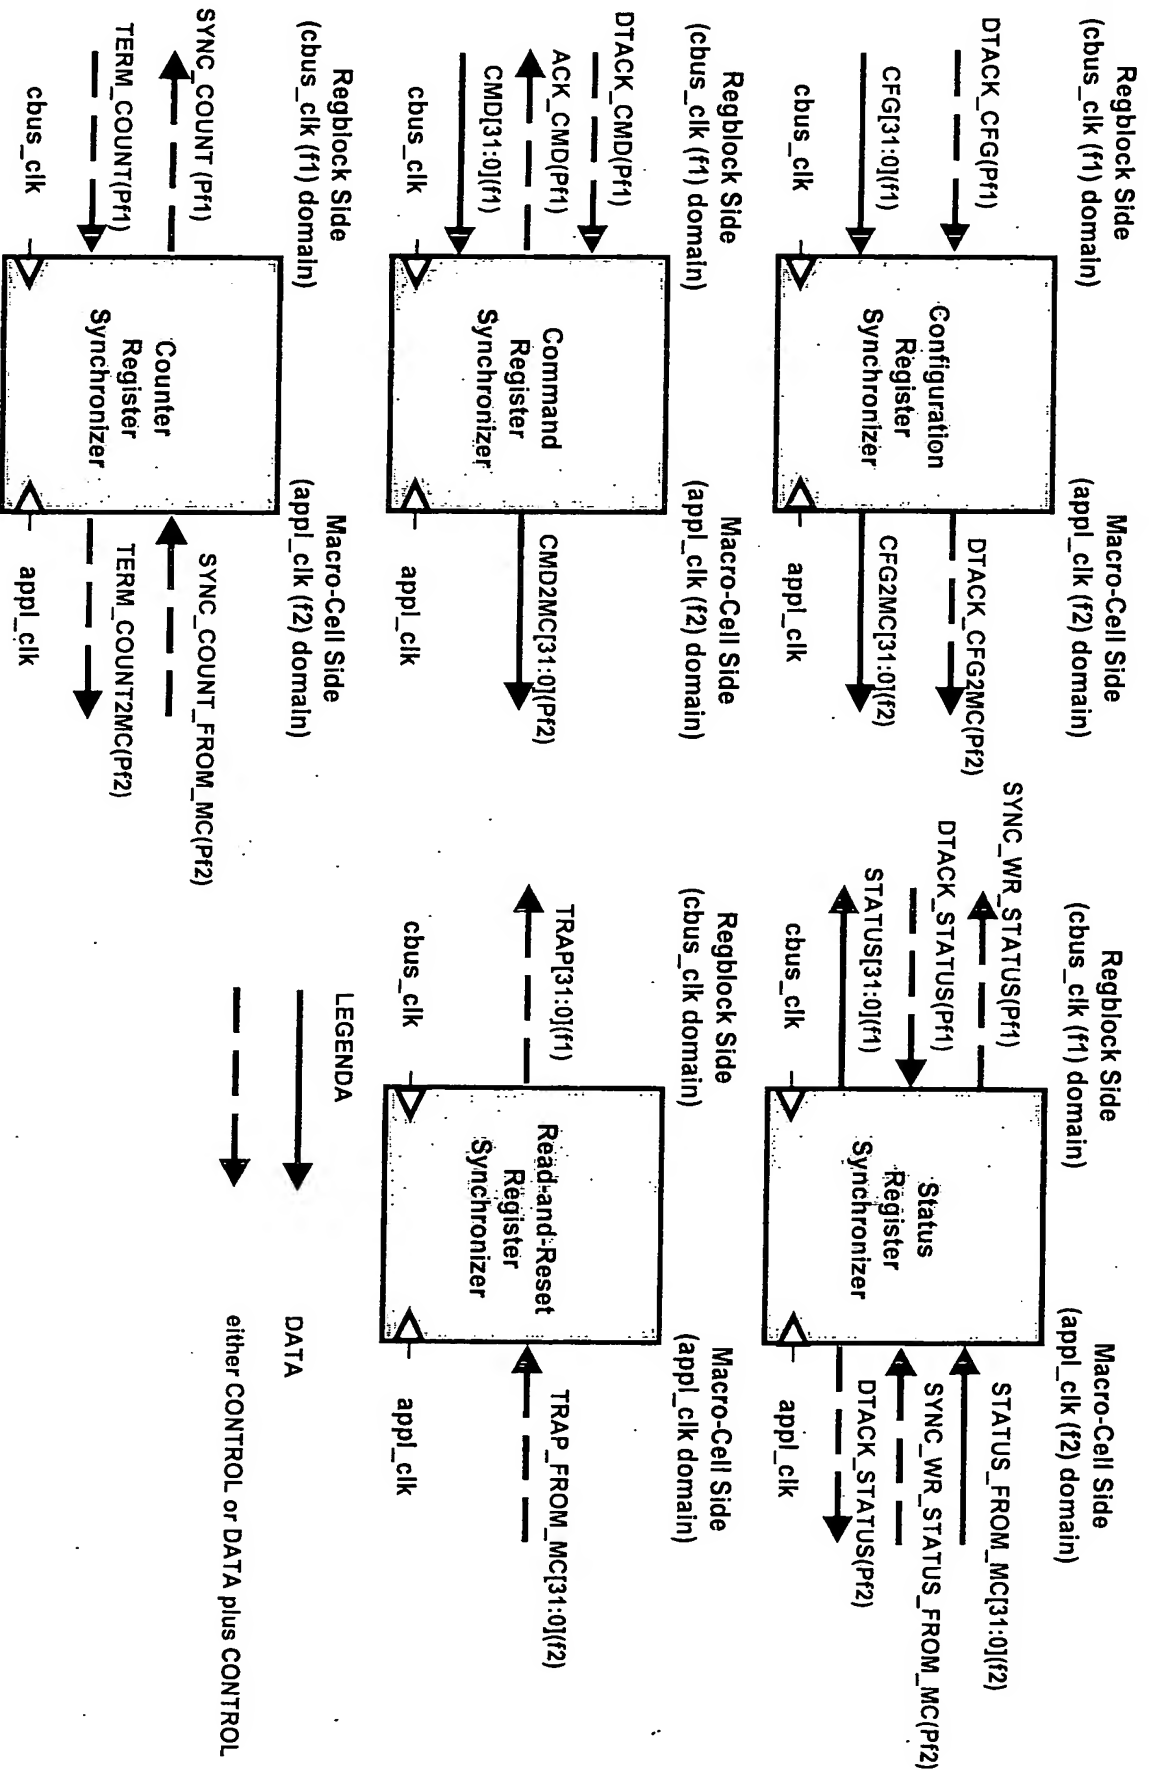 Regblock Side
(cbus_clk (f1) domain)
Macro-Cell Side
(appl_clk (f2) domain)
DTACK_CFG(Pf1)
CFG[31:0](f1)
cbus_clk
Configuration
Register
Synchronizer
DTACK_CFG2MC(Pf2)
CFG2MC[31:0](f2)
appl_clk
Regblock Side
(cbus_clk (f1) domain)
Macro-Cell Side
(appl_clk (f2) domain)
DTACK_CMD(Pf1)
ACK_CMD(Pf1)
CMD[31:0](f1)
cbus_clk
Command
Register
Synchronizer
CMD2MC[31:0](Pf2)
appl_clk
Regblock Side
(cbus_clk (f1) domain)
Macro-Cell Side
(appl_clk (f2) domain)
SYNC_COUNT (Pf1)
TERM_COUNT(Pf1)
cbus_clk
Counter
Register
Synchronizer
SYNC_COUNT_FROM_MC(Pf2)
TERM_COUNT2MC(Pf2)
appl_clk
Regblock Side
(cbus_clk (f1) domain)
Macro-Cell Side
(appl_clk (f2) domain)
SYNC_WR_STATUS(Pf1)
DTACK_STATUS(Pf1)
STATUS[31:0](f1)
cbus_clk
Status
Register
Synchronizer
STATUS_FROM_MC[31:0](f2)
SYNC_WR_STATUS_FROM_MC(Pf2)
DTACK_STATUS(Pf2)
appl_clk
Regblock Side
(cbus_clk domain)
Macro-Cell Side
(appl_clk domain)
TRAP[31:0](f1)
cbus_clk
Read-and-Reset
Register
Synchronizer
TRAP_FROM_MC[31:0](f2)
appl_clk
LEGENDA
DATA
either CONTROL or DATA plus CONTROL